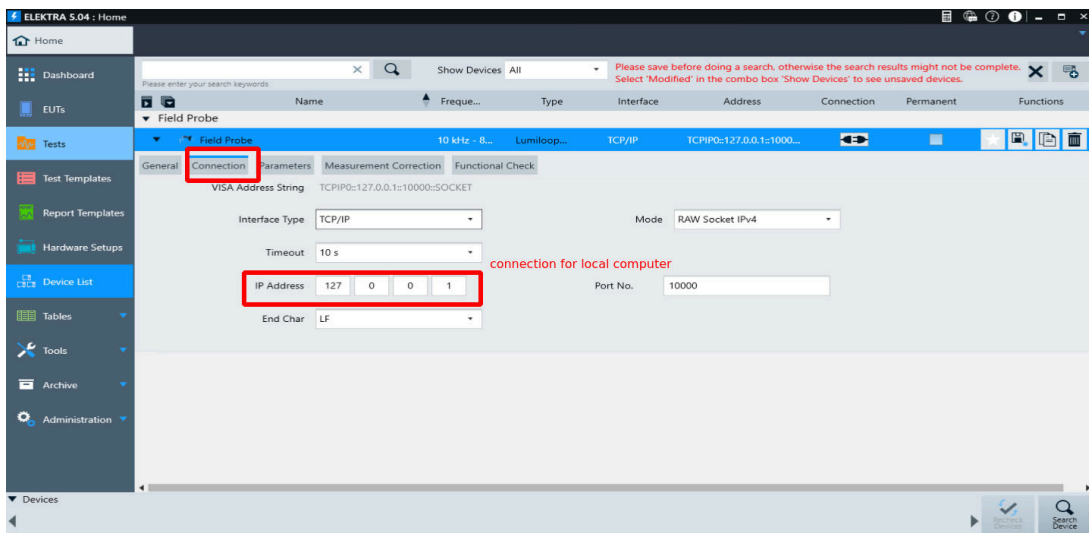 ELEKTRA 5.04 : Home
Home
Dashboard
EUTs
Tests
Test Templates
Report Templates
Hardware Setups
Device List
Tables
Tools
Archive
Administration
Please enter your search keywords
Show Devices All
Please save before doing a search, otherwise the search results might not be complete.
Select 'Modified' in the combo box 'Show Devices' to see unsaved devices.
Name Freque... Type Interface Address Connection Permanent Functions
Field Probe
Field Probe 10 kHz - 8... Lumiloop... TCP/IP TCPIP0::127.0.0.1::1000...
General Connection Parameters Measurement Correction Functional Check
VISA Address String TCPIP0::127.0.0.1::10000::SOCKET
Interface Type TCP/IP Mode RAW Socket IPv4
Timeout 10 s
connection for local computer
IP Address 127 0 0 1 Port No. 10000
End Char LF
Devices
Recheck Devices
Search Device